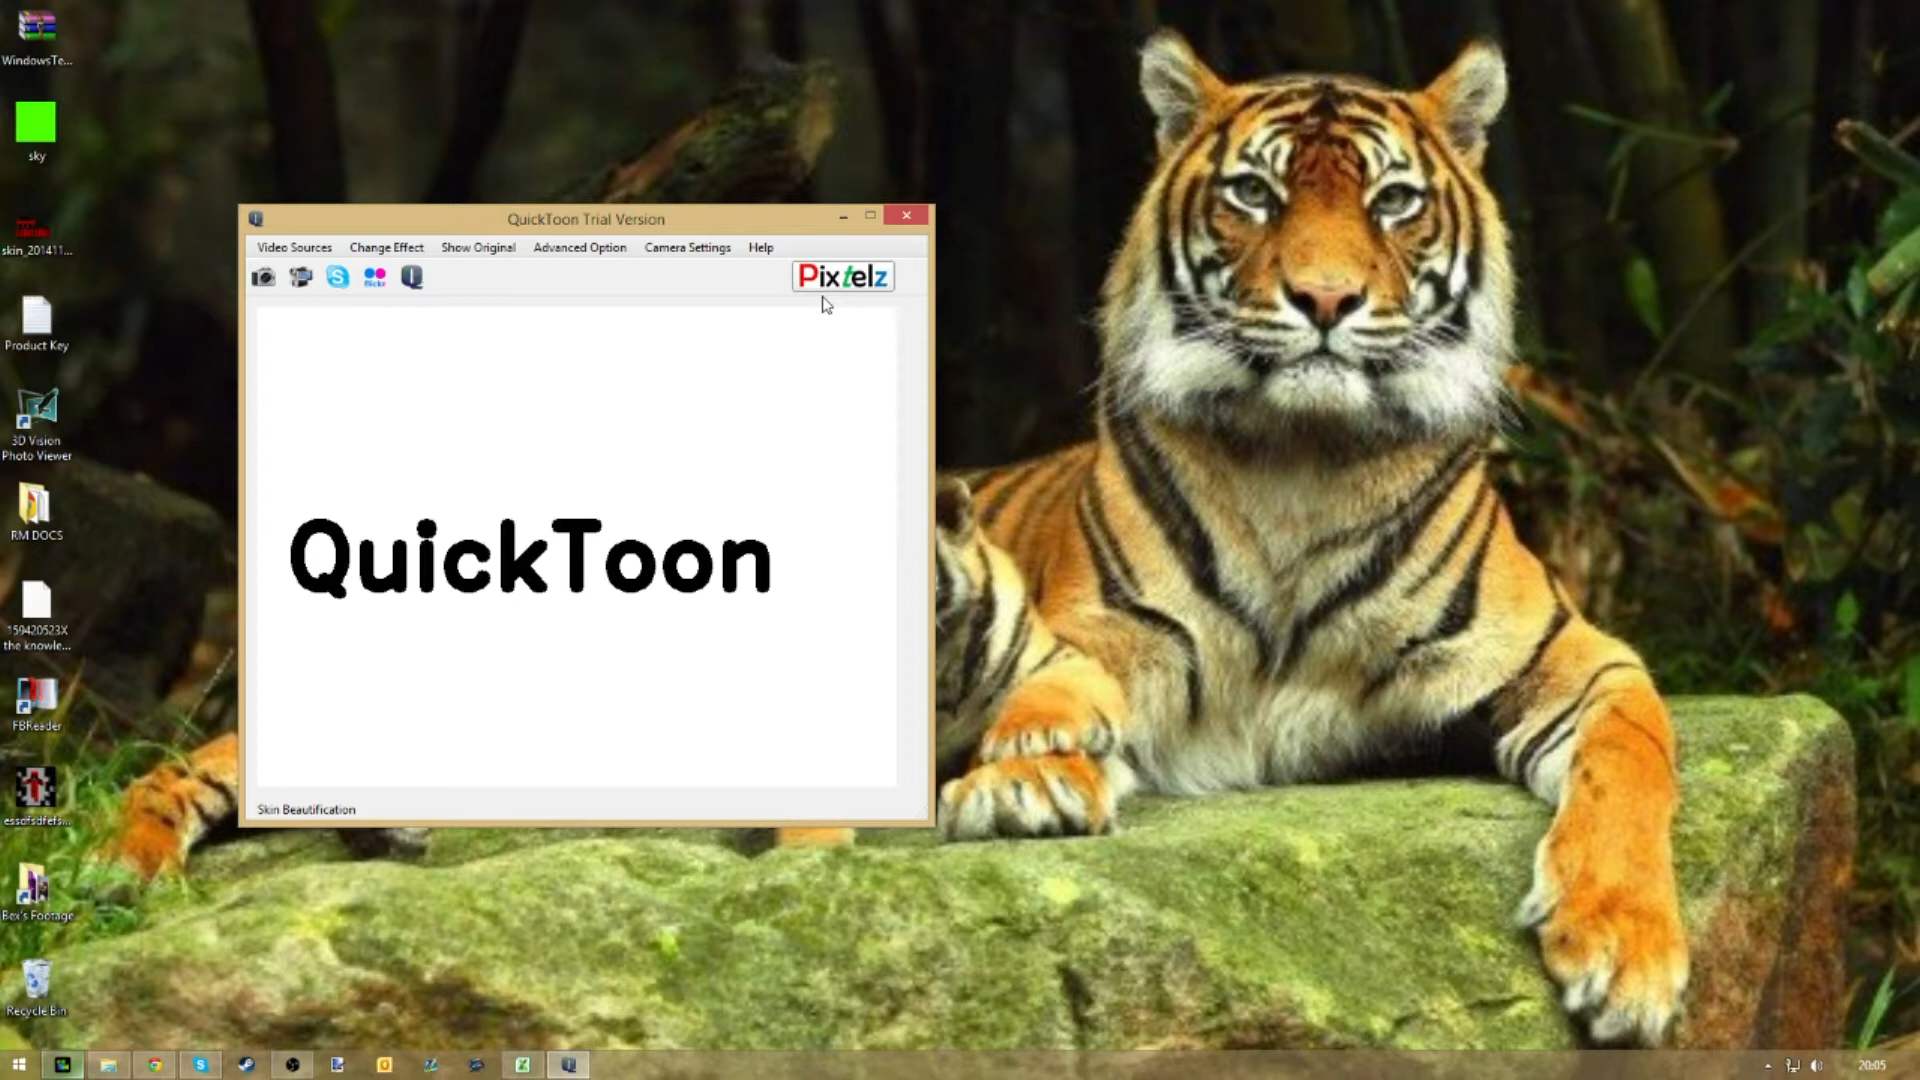 WindowsTe...
sky
skin_201411...
Product Key
3D Vision
Photo Viewer
RM DOCS
159420523X
the knowle...
FBReader
essdfsdfefs...
Bex's Footage
Recycle Bin
QuickToon Trial Version
Video Sources Change Effect Show Original Advanced Option Camera Settings Help
flickr
Pixtelz
QuickToon
Skin Beautification
20:05